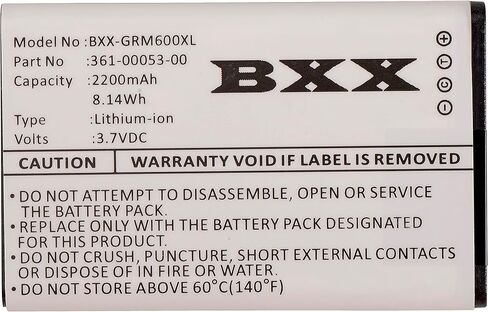 Model No : BXX-GRM600XL
Part No : 361-00053-00
Capacity : 2200mAh
8.14Wh
Type : Lithium-ion
Volts : 3.7VDC
BXX
+
T
C
−
CAUTION WARRANTY VOID IF LABEL IS REMOVED
• DO NOT ATTEMPT TO DISASSEMBLE, OPEN OR SERVICE
THE BATTERY PACK.
• REPLACE ONLY WITH THE BATTERY PACK DESIGNATED
FOR THIS PRODUCT.
• DO NOT CRUSH, PUNCTURE, SHORT EXTERNAL CONTACTS
OR DISPOSE OF IN FIRE OR WATER.
• DO NOT STORE ABOVE 60°C(140°F)